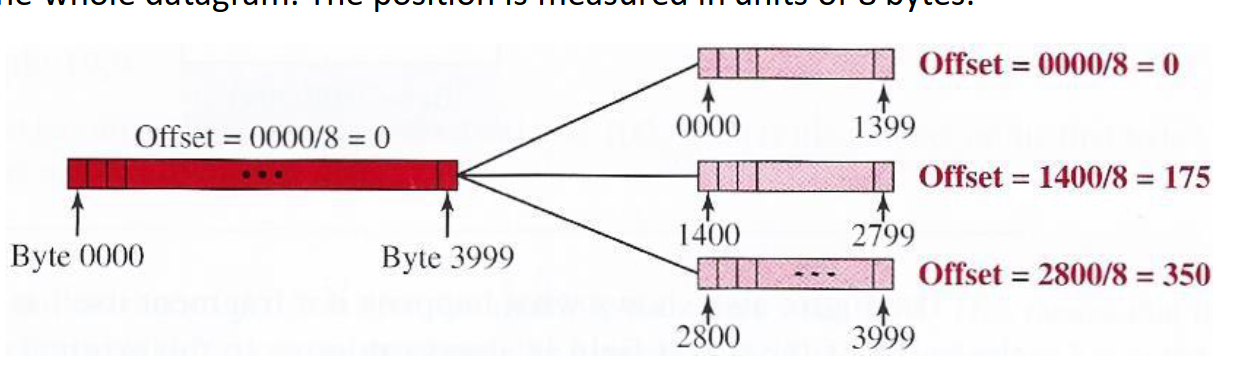 he whole datagram. The position is measured in units of 8 bytes.
Offset = 0000/8 = 0
Byte 0000
Byte 3999
Offset = 0000/8 = 0
0000
1399
Offset = 1400/8 = 175
1400
2799
Offset = 2800/8 = 350
2800
3999